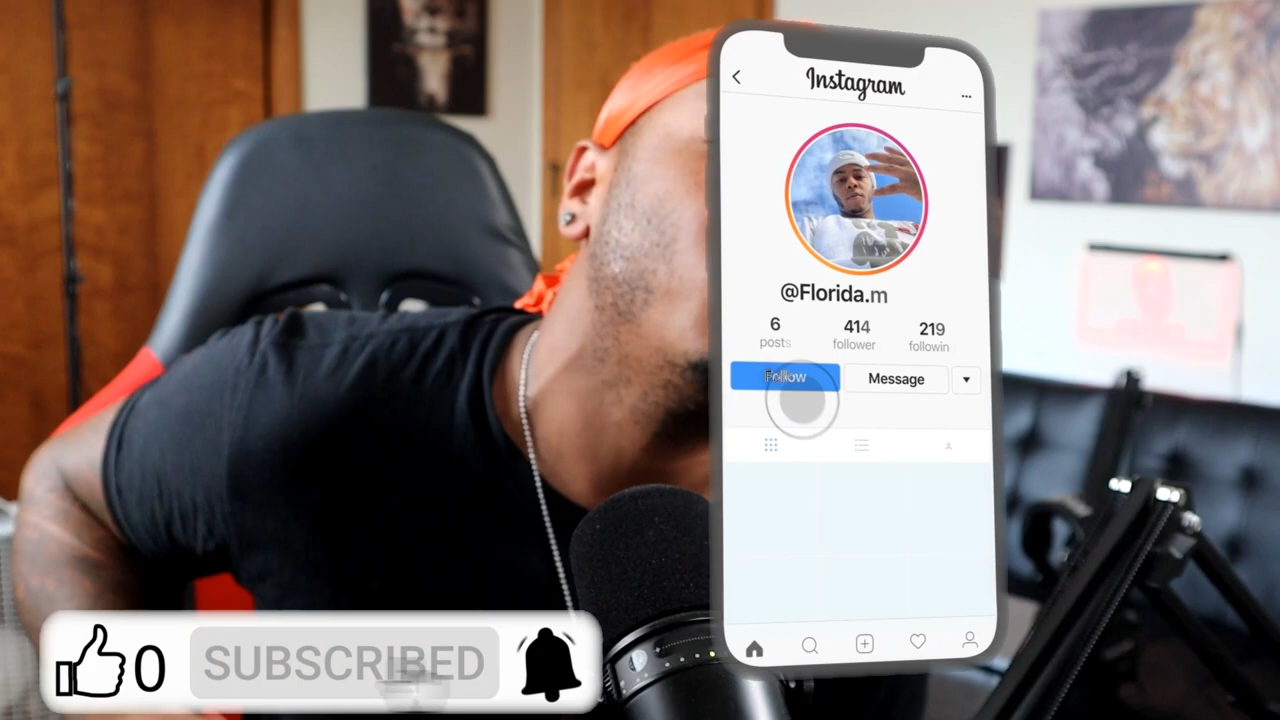 Instagram
@Florida.m
6
414
219
posts
follower
followin
Follow
Message
0
SUBSCRIBED